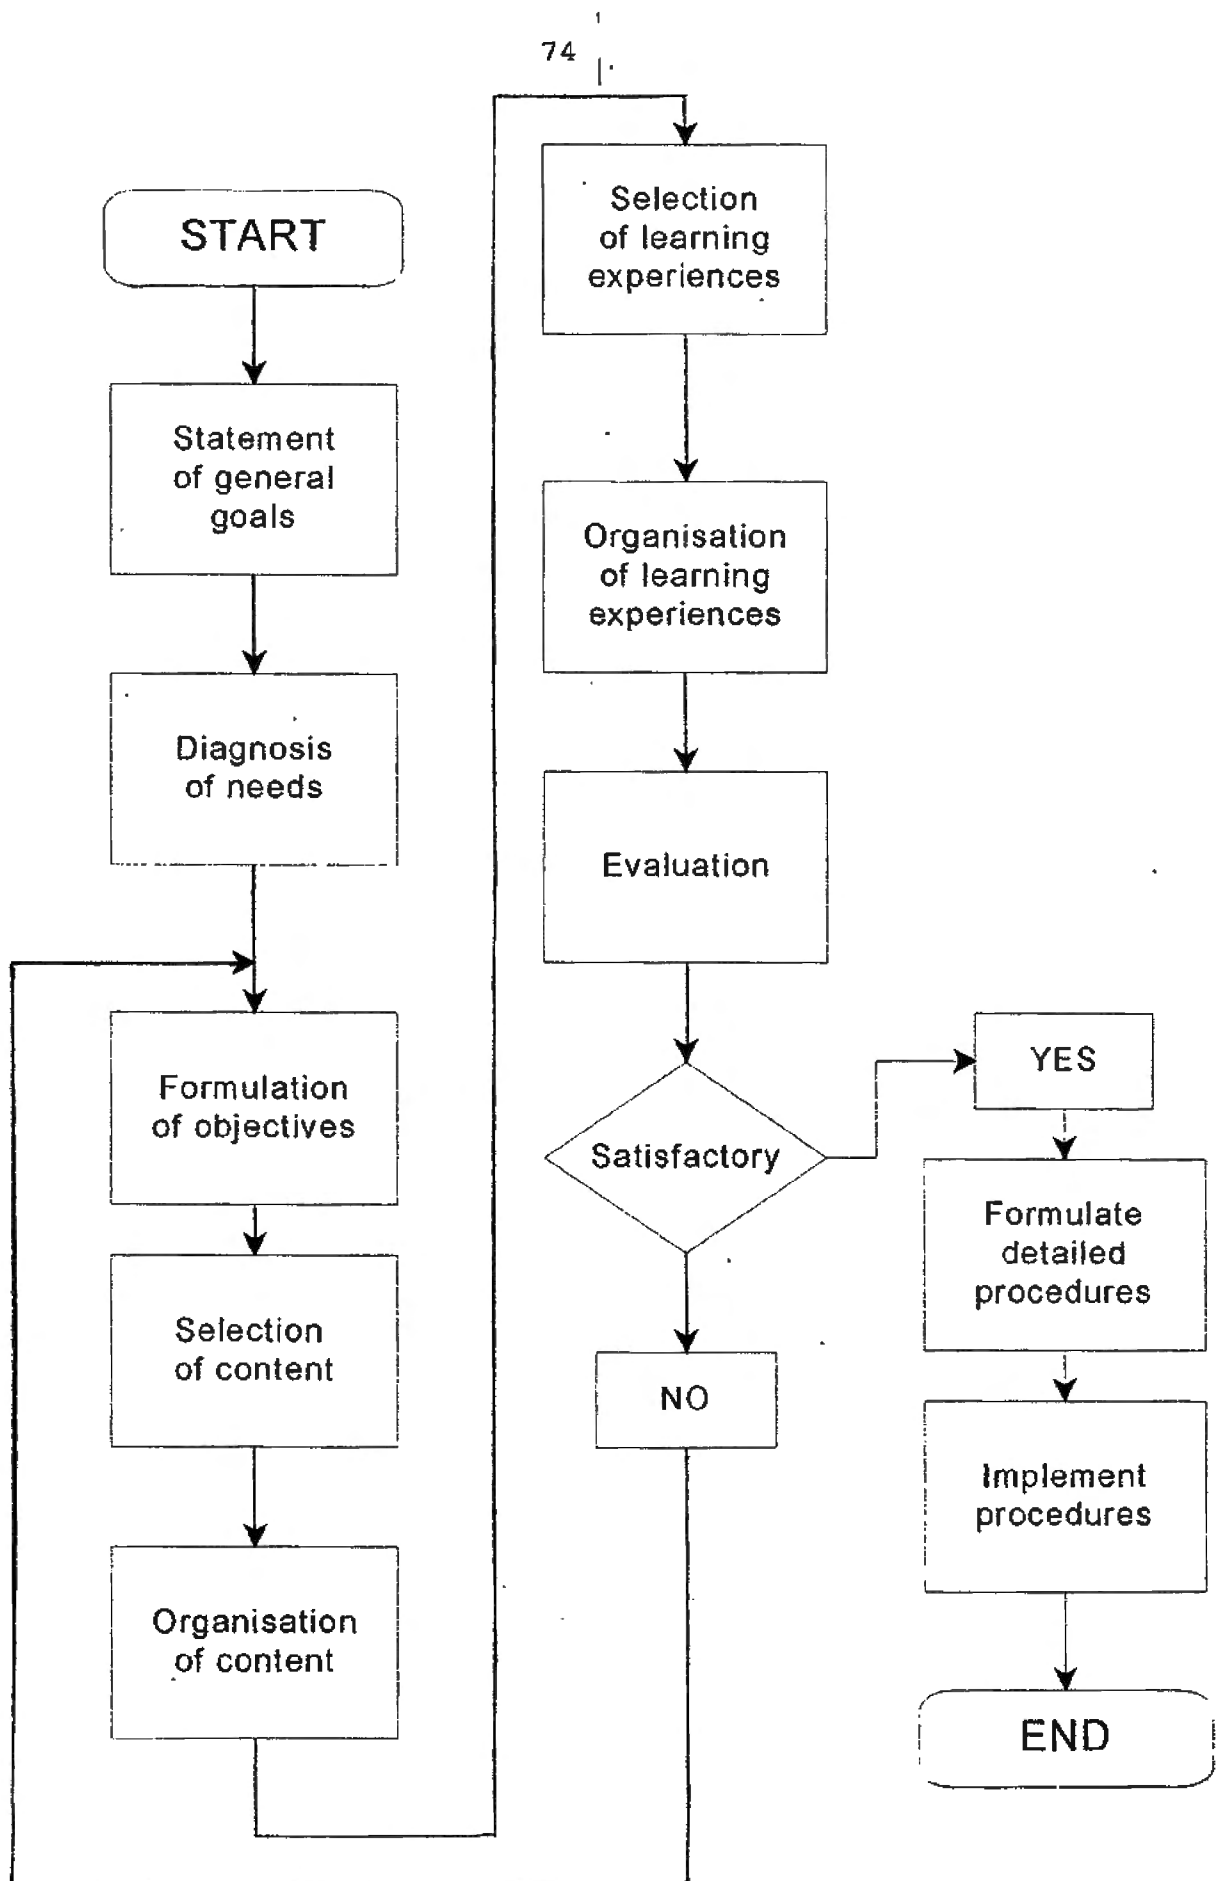 74
START
Statement
of general
goals
Diagnosis
of needs
Formulation
of objectives
Selection
of content
Organisation
of content
Selection
of learning
experiences
Organisation
of learning
experiences
Evaluation
Satisfactory
NO
YES
Formulate
detailed
procedures
Implement
procedures
END